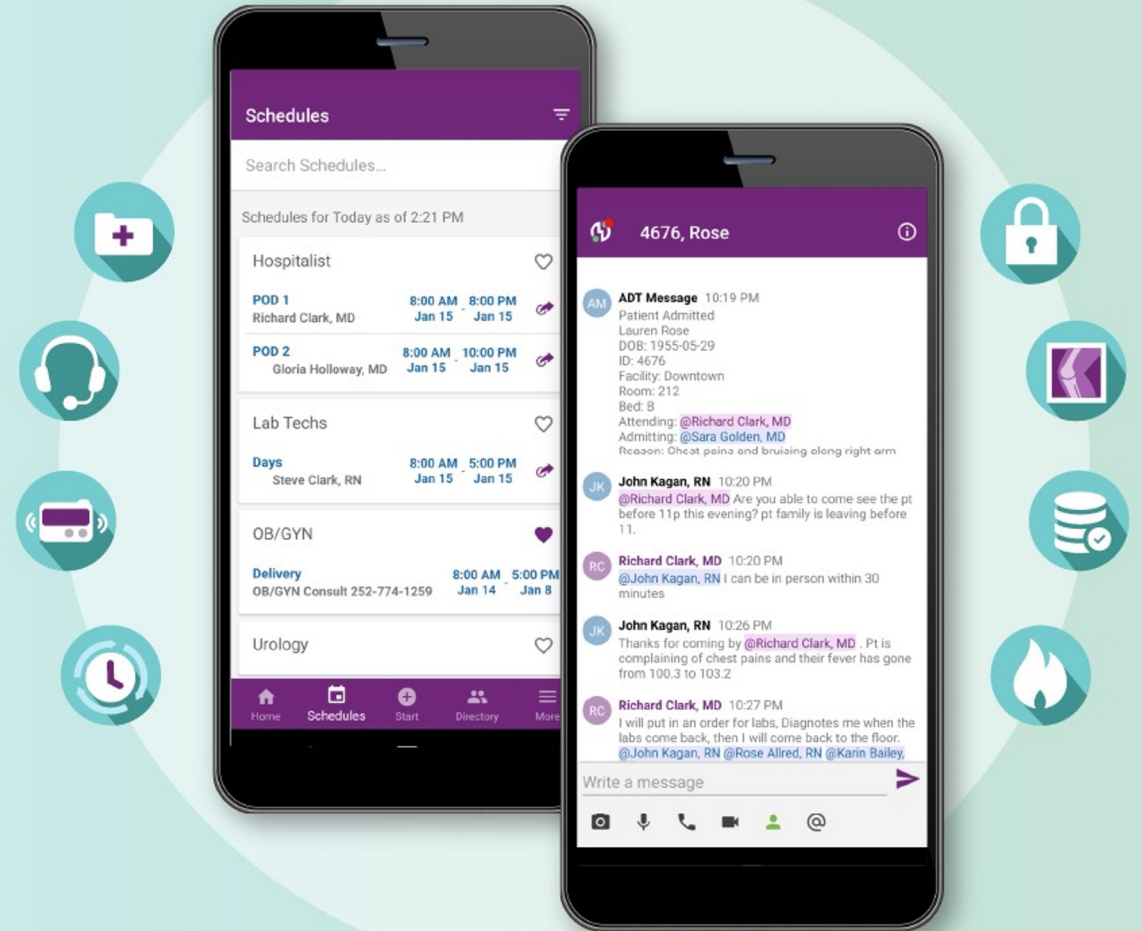 Schedules
Search Schedules...
Schedules for Today as of 2:21 PM
Hospitalist
POD 1
Richard Clark, MD
8:00 AM - 8:00 PM
Jan 15 Jan 15
POD 2
Gloria Holloway, MD
8:00 AM - 10:00 PM
Jan 15 Jan 15
Lab Techs
Days
Steve Clark, RN
8:00 AM - 5:00 PM
Jan 15 Jan 15
OB/GYN
Delivery
OB/GYN Consult 252-774-1259
8:00 AM - 5:00 PM
Jan 14 Jan 8
Urology
Home Schedules Start Directory More
4676, Rose
AM
ADT Message 10:19 PM
Patient Admitted
Lauren Rose
DOB: 1955-05-29
ID: 4676
Facility: Downtown
Room: 212
Bed: B
Attending: @Richard Clark, MD
Admitting: @Sara Golden, MD
Reason: Chest pains and bruising along right arm
JK
John Kagan, RN 10:20 PM
@Richard Clark, MD Are you able to come see the pt
before 11p this evening? pt family is leaving before
11.
RC
Richard Clark, MD 10:20 PM
@John Kagan, RN I can be in person within 30
minutes
JK
John Kagan, RN 10:26 PM
Thanks for coming by @Richard Clark, MD . Pt is
complaining of chest pains and their fever has gone
from 100.3 to 103.2
RC
Richard Clark, MD 10:27 PM
I will put in an order for labs, Diagnotes me when the
labs come back, then I will come back to the floor.
@John Kagan, RN @Rose Allred, RN @Karin Bailey,
Write a message
@